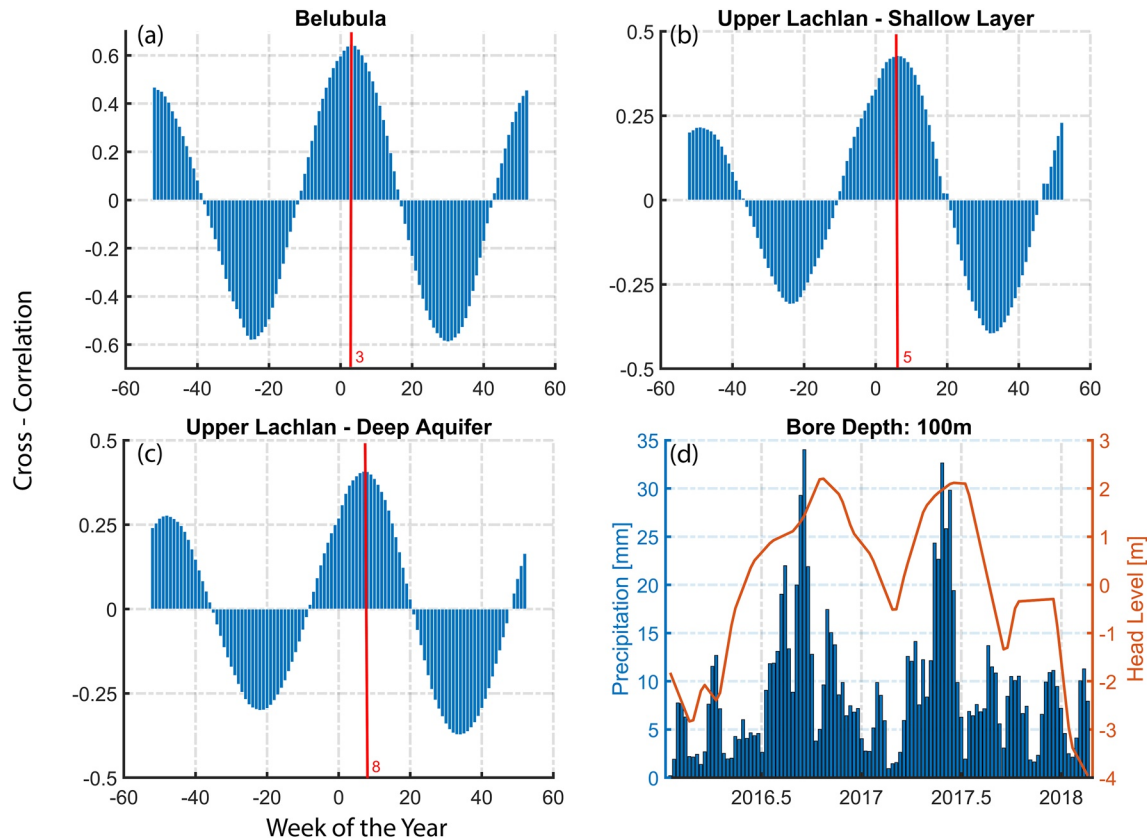 Belubula
(a)
0.6
0.4
0.2
0
-0.2
-0.4
-0.6
3
-60 -40 -20 0 20 40 60
Upper Lachlan - Shallow Layer
(b)
0.5
0.25
0
-0.25
-0.5
5
-60 -40 -20 0 20 40 60
Cross - Correlation
Upper Lachlan - Deep Aquifer
(c)
0.5
0.25
0
-0.25
-0.5
8
-60 -40 -20 0 20 40 60
Week of the Year
Bore Depth: 100m
(d)
Precipitation [mm]
35
30
25
20
15
10
5
0
3
2
1
0
-1
-2
-3
-4
Head Level [m]
2016.5 2017 2017.5 2018